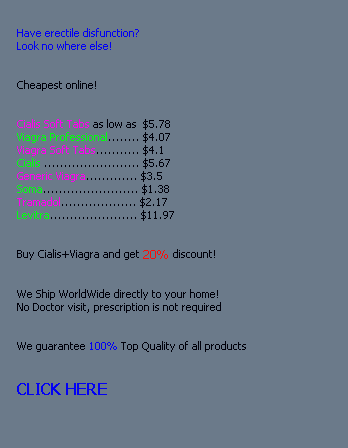 Have erectile disfunction?
Look no where else!
Cheapest online!
Cialis Soft Tabs as low as $5.78
Viagra Professional........ $4.07
Viagra Soft Tabs........... $4.1
Cialis ........................ $5.67
Generic Viagra............. $3.5
Soma........................ $1.38
Tramadol................... $2.17
Levitra...................... $11.97
Buy Cialis+Viagra and get 20% discount!
We Ship WorldWide directly to your home!
No Doctor visit, prescription is not required
We guarantee 100% Top Quality of all products
CLICK HERE